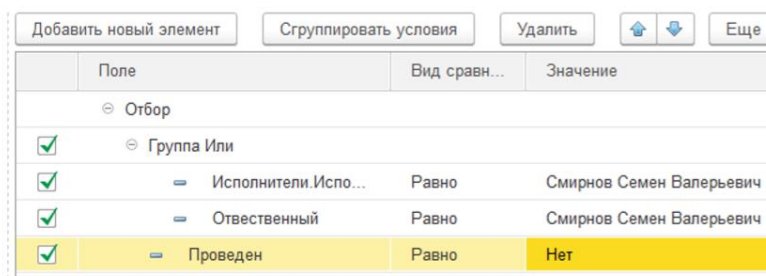 Добавить новый элемент Сгруппировать условия Удалить Еще
Поле Вид сравн... Значение
Отбор
Группа Или
Исполнители.Испо... Равно Смирнов Семен Валерьевич
Отвественный Равно Смирнов Семен Валерьевич
Проведен Равно Нет